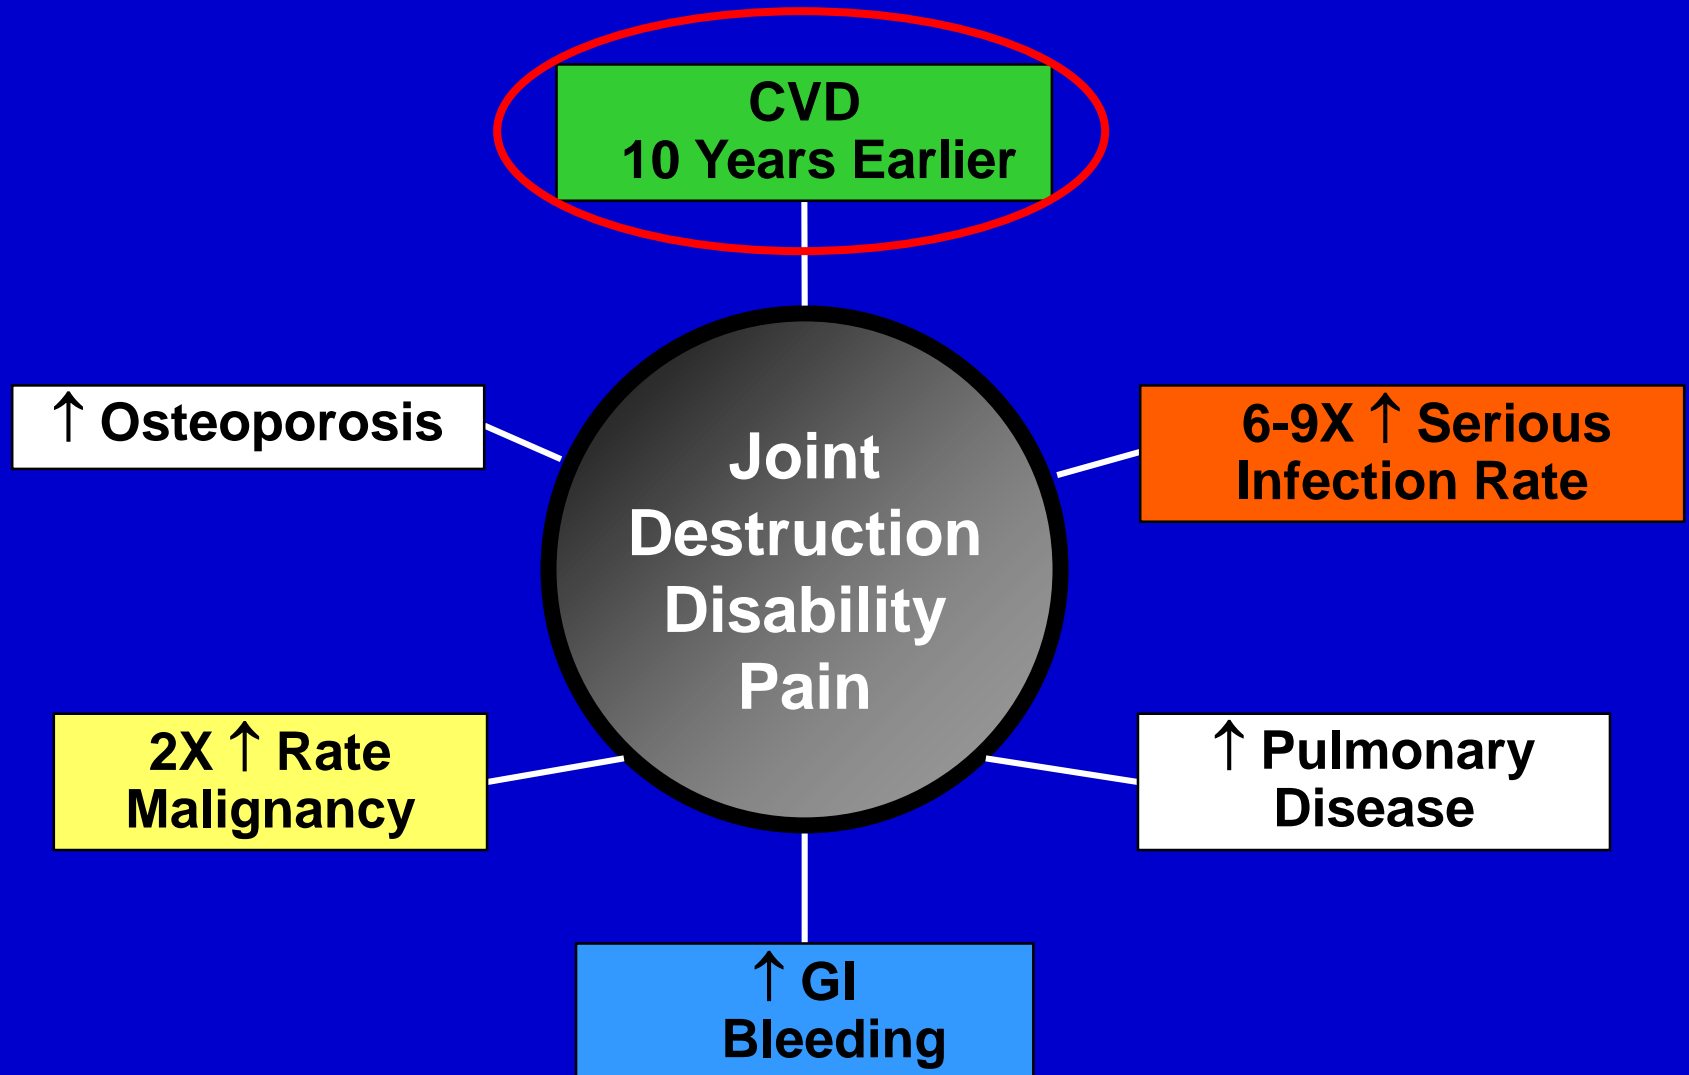 CVD
10 Years Earlier
↑ Osteoporosis
6-9X ↑ Serious
Infection Rate
Joint
Destruction
Disability
Pain
2X ↑ Rate
Malignancy
↑ Pulmonary
Disease
↑ GI
Bleeding